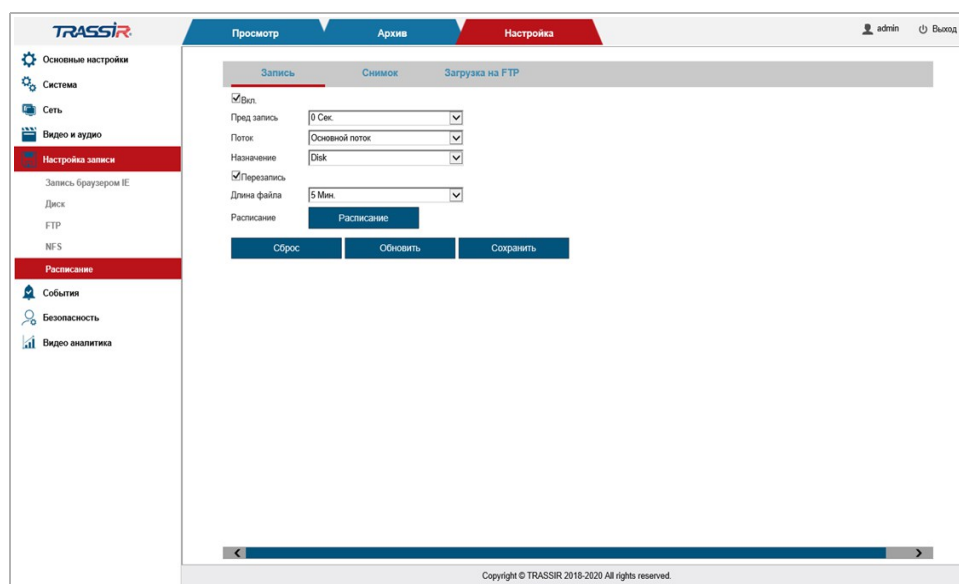 TRASSIR
Просмотр
Архив
Настройка
admin
Выход
Основные настройки
Система
Сеть
Видео и аудио
Настройка записи
Запись браузером IE
Диск
FTP
NFS
Расписание
События
Безопасность
Видео аналитика
Запись
Снимок
Загрузка на FTP
Вкл.
Пред запись 0 Сек.
Поток Основной поток
Назначение Disk
Перезапись
Длина файла 5 Мин.
Расписание Расписание
Сброс Обновить Сохранить
Copyright © TRASSIR 2018-2020 All rights reserved.